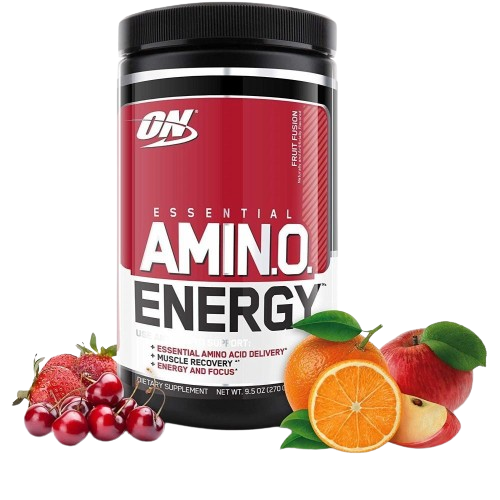 ON
FRUIT FUSION
ESSENTIAL
AMIN.O.
ENERGY™
+ ESSENTIAL AMINO ACID DELIVERY*
+ MUSCLE RECOVERY *
+ ENERGY AND FOCUS*
DIETARY SUPPLEMENT NET WT. 9.5 OZ (270